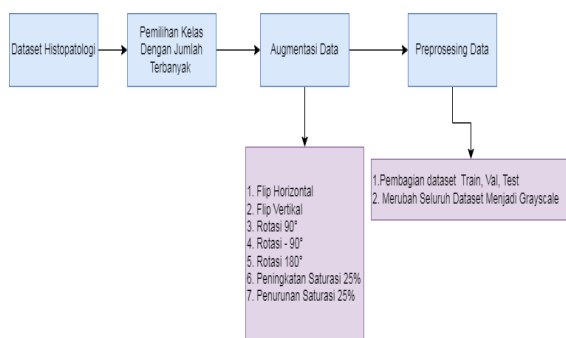 Dataset Histopatologi
Pemilihan Kelas
Dengan Jumlah
Terbanyak
Augmentasi Data
Preprosesing Data
1. Flip Horizontal
2. Flip Vertikal
3. Rotasi 90°
4. Rotasi - 90°
5. Rotasi 180°
6. Peningkatan Saturasi 25%
7. Penurunan Saturasi 25%
1.Pembagian dataset Train, Val, Test
2. Merubah Seluruh Dataset Menjadi Grayscale